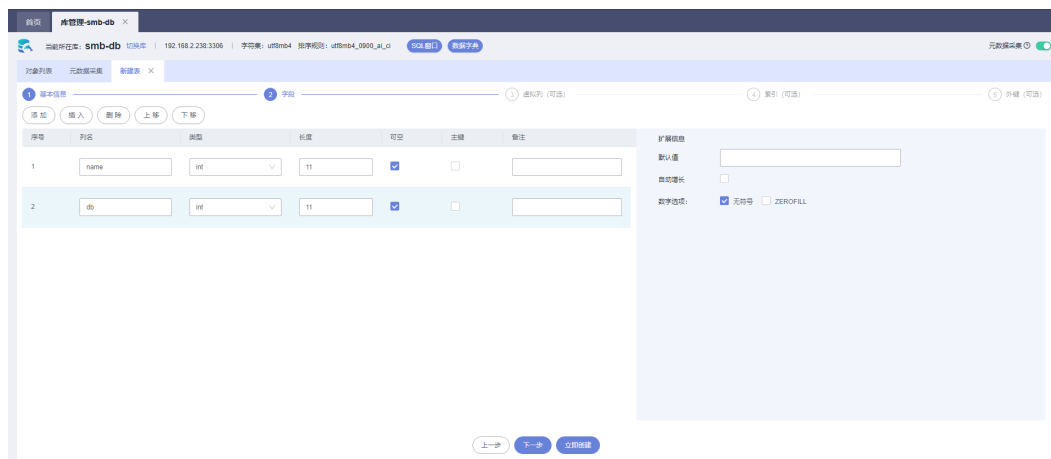 首页 库管理-smb-db ×
当前所在库: smb-db 切换库 | 192.168.2.238:3306 | 字符集: utf8mb4 排序规则: utf8mb4_0900_ai_ci SQL窗口 数据字典 元数据采集
对象列表 元数据采集 新建表 ×
1 基本信息 2 字段 3 虚拟列 (可选) 4 索引 (可选) 5 外键 (可选)
添加 插入 删除 上移 下移
序号 列名 类型 长度 可空 主键 备注 扩展信息
1 name int 11 默认值
自动增长
2 db int 11 数字选项: 无符号 ZEROFILL
上一步 下一步 立即创建